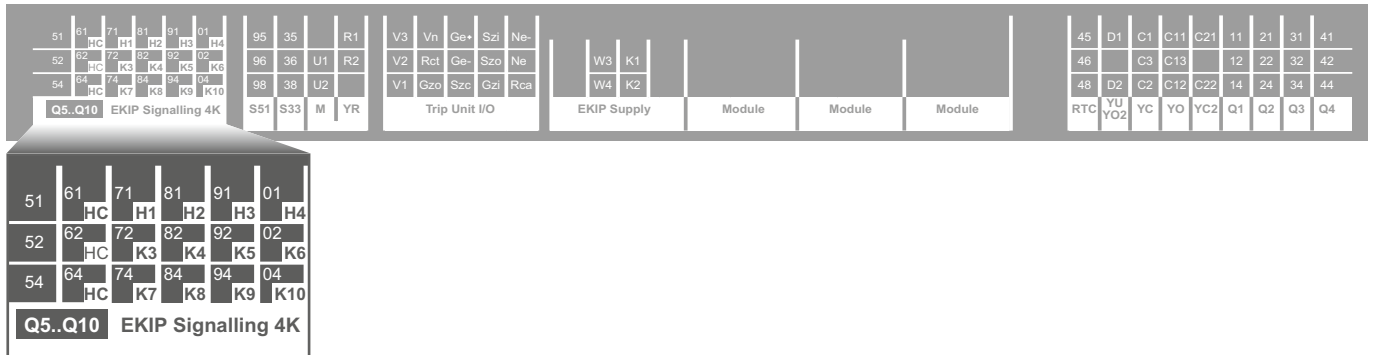 51 61 HC 71 H1 81 H2 91 H3 01 H4 95 35 R1 V3 Vn Ge+ Szi Ne- 45 D1 C1 C11 C21 11 21 31 41
52 62 HC 72 K3 82 K4 92 K5 02 K6 96 36 U1 R2 V2 Rct Ge- Szo Ne W3 K1 46 C3 C13 12 22 32 42
54 64 HC 74 K7 84 K8 94 K9 04 K10 98 38 U2 V1 Gzo Szc Gzi Rca W4 K2 48 D2 C2 C12 C22 14 24 34 44
Q5..Q10 EKIP Signalling 4K S51 S33 M YR Trip Unit I/O EKIP Supply Module Module Module RTC YU YO2 YC YO YC2 Q1 Q2 Q3 Q4
51 61 HC 71 H1 81 H2 91 H3 01 H4
52 62 HC 72 K3 82 K4 92 K5 02 K6
54 64 HC 74 K7 84 K8 94 K9 04 K10
Q5..Q10 EKIP Signalling 4K